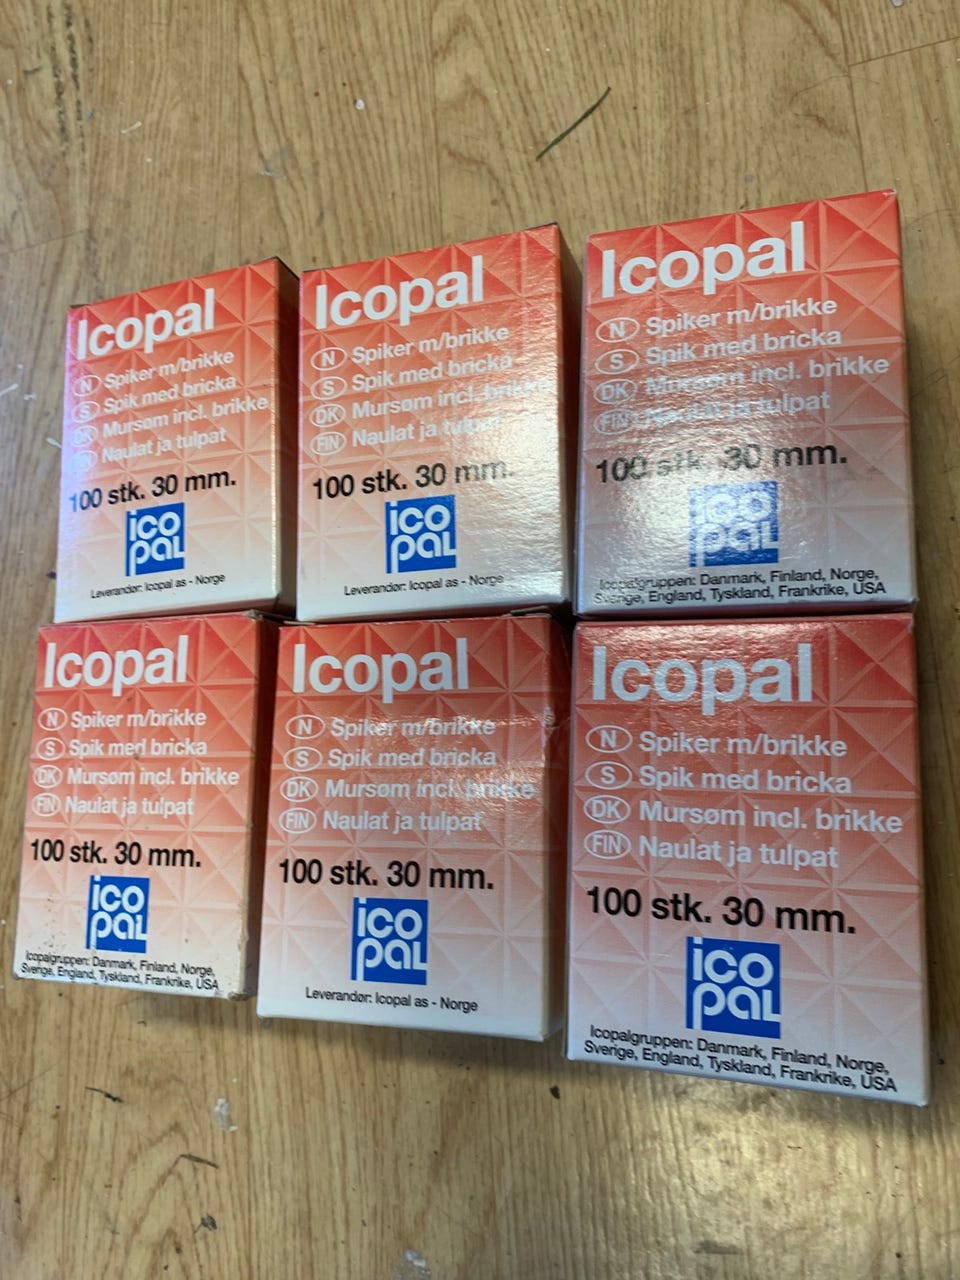 Icopal
N Spiker m/brikke
S Spik med bricka
DK Mursøm incl. brikke
Naulat ja tulpat
100 stk. 30 mm.
ico
pal
Leverandør: Icopal as - Norge
Icopal
N Spiker m/brikke
S Spik med bricka
DK Mursøm incl. brikke
FIN Naulat ja tulpat
100 stk. 30 mm.
ico
pal
Leverandør: Icopal as - Norge
Icopal
N Spiker m/brikke
S Spik med bricka
DK Mursøm incl. brikke
FIN Naulat ja tulpat
100 stk. 30 mm.
ico
pal
Icopalgruppen: Danmark, Finland, Norge,
Sverige, England, Tyskland, Frankrike, USA
Icopal
N Spiker m/brikke
S Spik med bricka
DK Mursøm incl. brikke
FIN Naulat ja tulpat
100 stk. 30 mm.
ico
pal
Icopalgruppen: Danmark, Finland, Norge,
Sverige, England, Tyskland, Frankrike, USA
Icopal
N Spiker m/brikke
S Spik med bricka
DK Mursøm incl. brikke
FIN Naulat ja tulpat
100 stk. 30 mm.
ico
pal
Leverandør: Icopal as - Norge
Icopal
N Spiker m/brikke
S Spik med bricka
DK Mursøm incl. brikke
FIN Naulat ja tulpat
100 stk. 30 mm.
ico
pal
Icopalgruppen: Danmark, Finland, Norge,
Sverige, England, Tyskland, Frankrike, USA